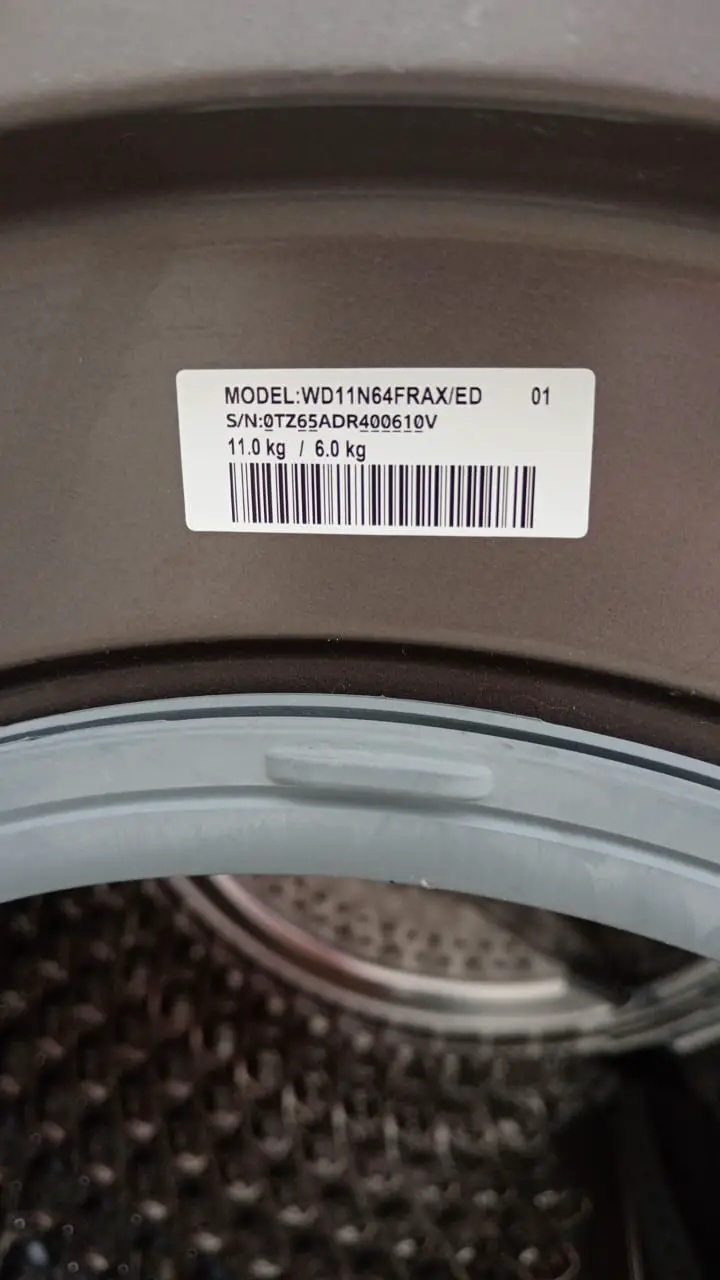 MODEL:WD11N64FRAX/ED 01
S/N:0TZ65ADR400610V
11.0 kg / 6.0 kg